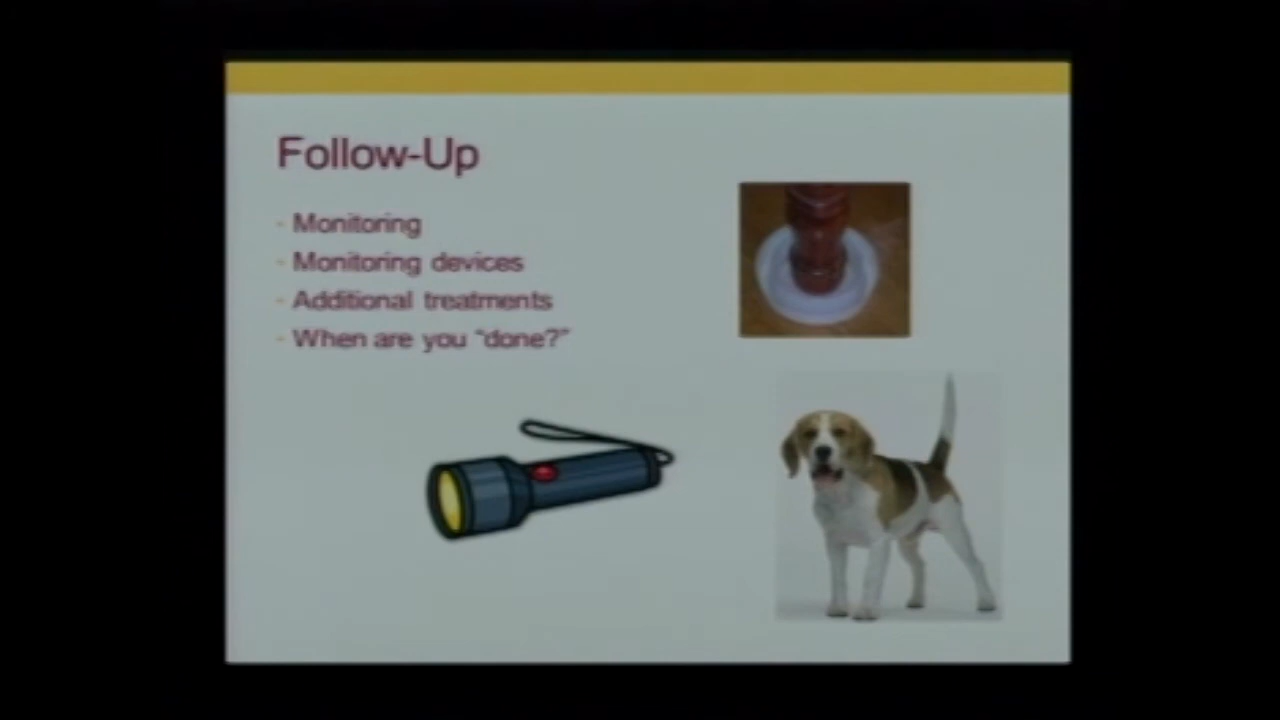 Follow-Up
- Monitoring
- Monitoring devices
- Additional treatments
- When are you “done?”